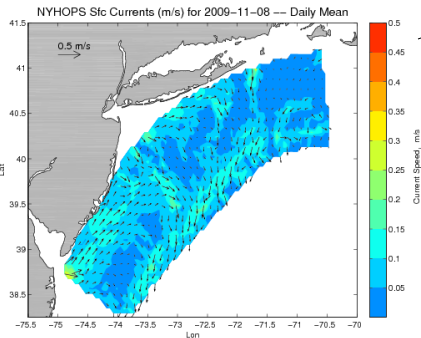 NYHOPS Sfc Currents (m/s) for 2009−11−08 −− Daily Mean
0.5 m/s
41.5
41
40.5
40
39.5
39
38.5
Lat
−75.5 −75 −74.5 −74 −73.5 −73 −72.5 −72 −71.5 −71 −70.5 −70
Lon
0.5
0.45
0.4
0.35
0.3
0.25
0.2
0.15
0.1
0.05
Current Speed, m/s